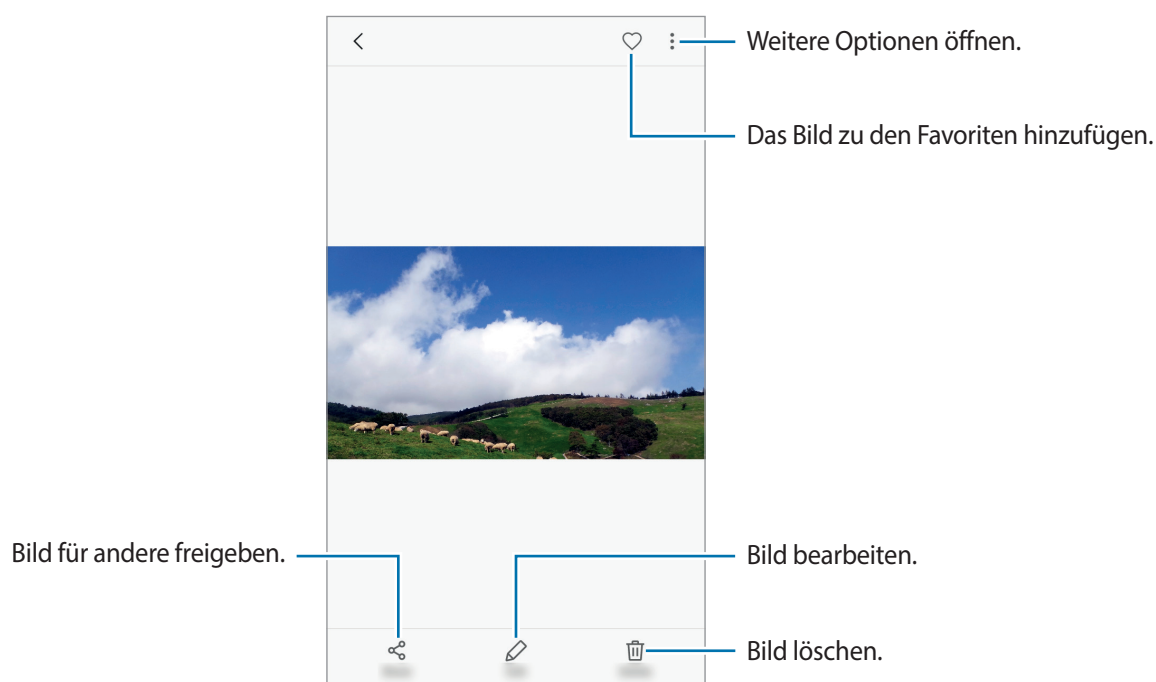 Weitere Optionen öffnen.
Das Bild zu den Favoriten hinzufügen.
Bild für andere freigeben.
Bild bearbeiten.
Bild löschen.